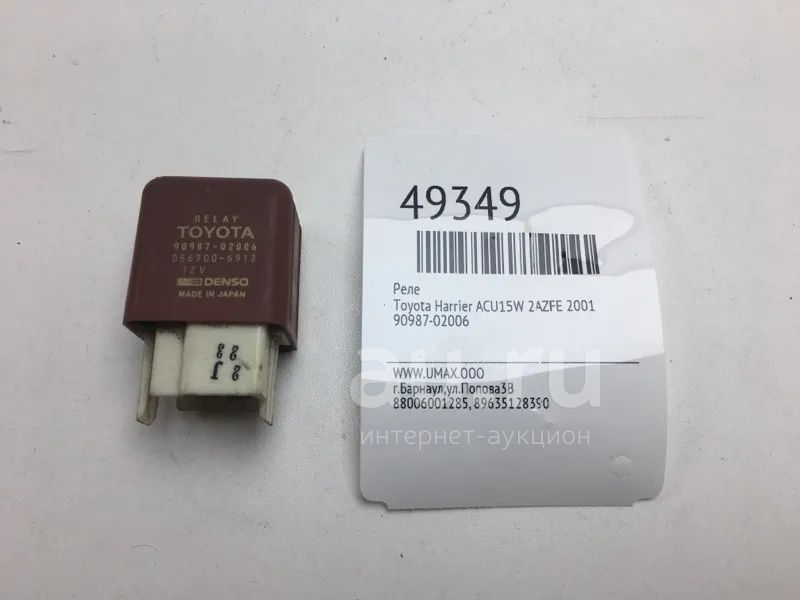 RELAY
TOYOTA
90987-02006
056700-6912
12V
DENSO
MADE IN JAPAN
49349
Реле
Toyota Harrier ACU15W 2AZFE 2001
90987-02006
WWW.UMAX.OOO
г.Барнаул,ул.Попова3В
88006001285, 89635128390
au.ru
интернет-аукцион